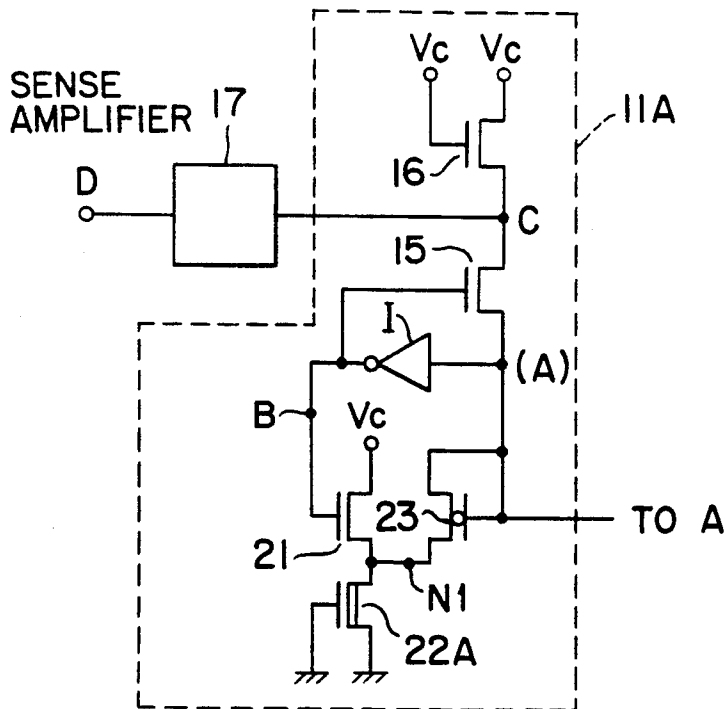 Vc Vc
SENSE
AMPLIFIER
17
11A
D
16
C
15
I
(A)
B
Vc
23
TO A
21
N1
22A